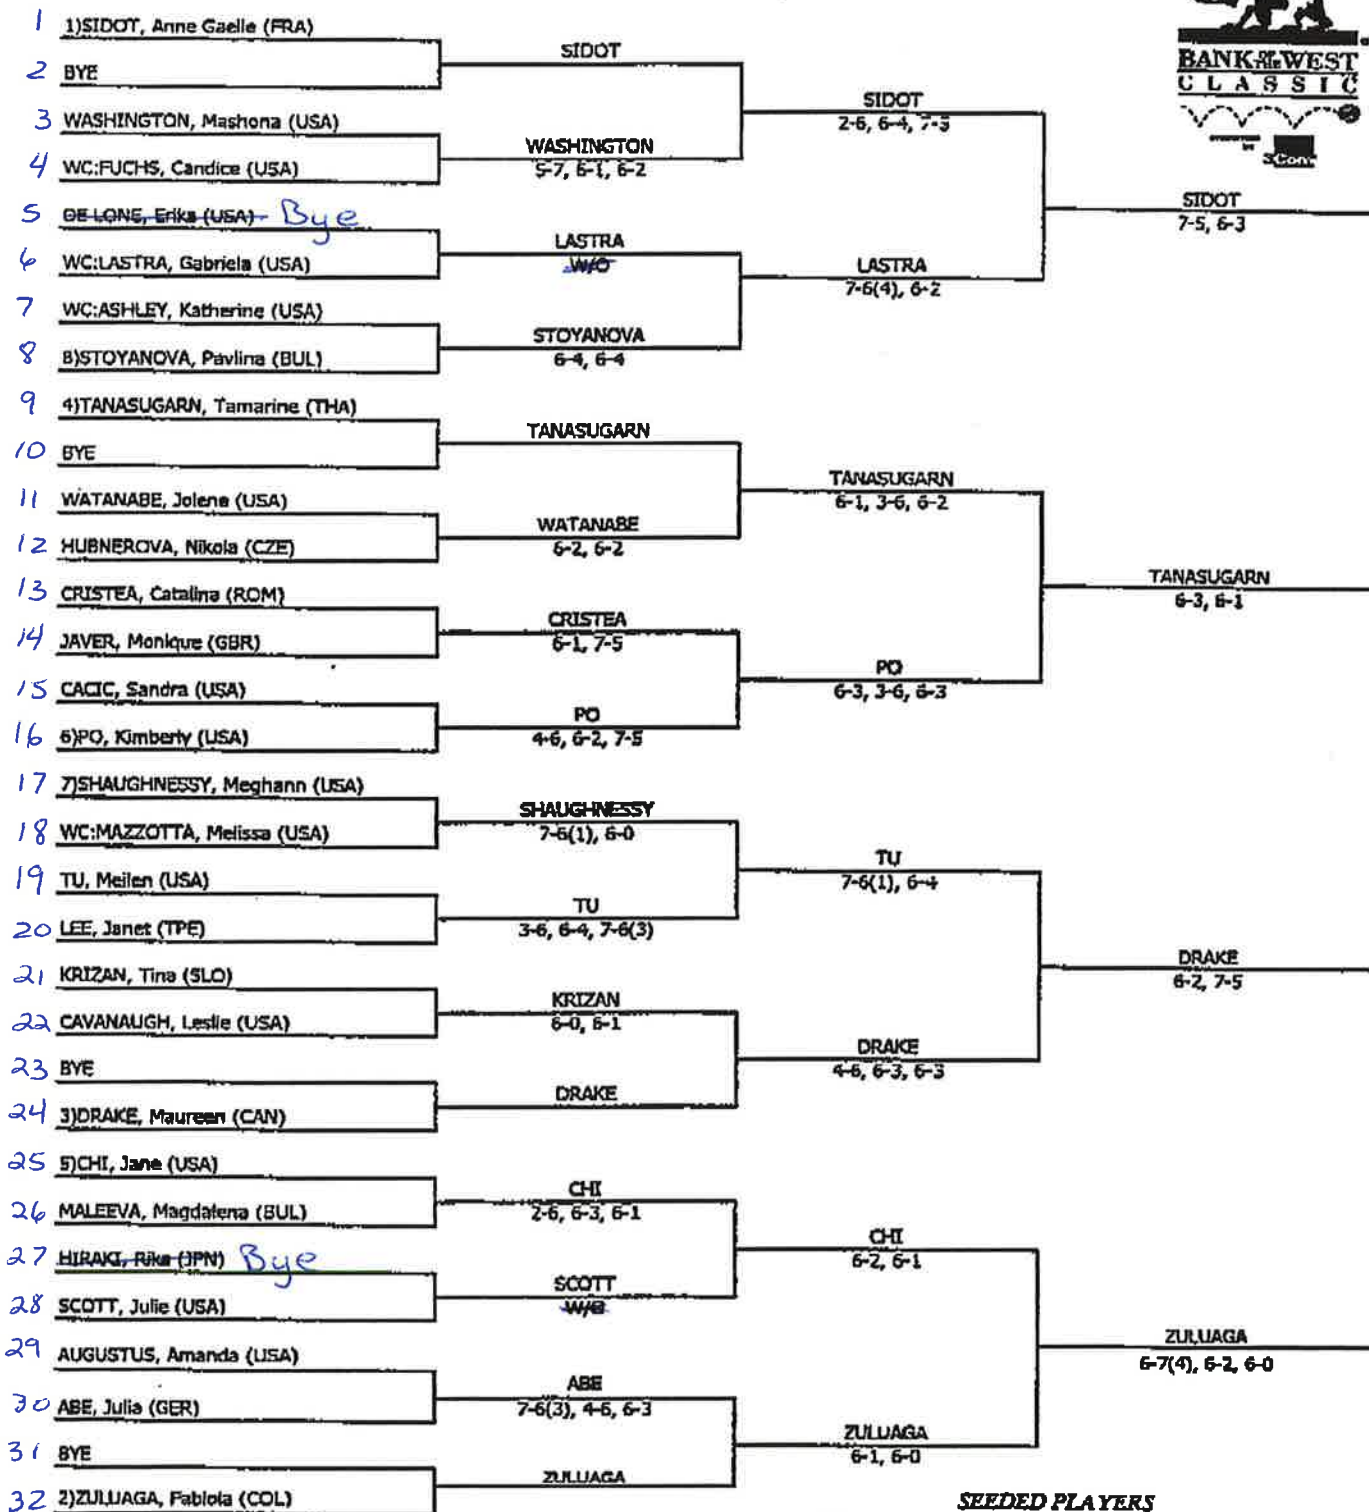 1 1)SIDOT, Anne Gaelle (FRA)
2 BYE
3 WASHINGTON, Mashona (USA)
4 WC:FUCHS, Candice (USA)
5 DE LONE, Erika (USA) Bye
6 WC:LASTRA, Gabriela (USA)
7 WC:ASHLEY, Katherine (USA)
8 8)STOYANOVA, Pavlina (BUL)
9 4)TANASUGARN, Tamarine (THA)
10 BYE
11 WATANABE, Jolene (USA)
12 HUBNEROVA, Nikola (CZE)
13 CRISTEA, Catalina (ROM)
14 JAVER, Monique (GBR)
15 CACIC, Sandra (USA)
16 6)PO, Kimberly (USA)
17 7)SHAUGHNESSY, Meghann (USA)
18 WC:MAZZOTTA, Melissa (USA)
19 TU, Meilen (USA)
20 LEE, Janet (TPE)
21 KRIZAN, Tina (SLO)
22 CAVANAUGH, Leslie (USA)
23 BYE
24 3)DRAKE, Maureen (CAN)
25 5)CHI, Jane (USA)
26 MALEEVA, Magdalena (BUL)
27 HIRAKI, Rika (JPN) Bye
28 SCOTT, Julie (USA)
29 AUGUSTUS, Amanda (USA)
30 ABE, Julia (GER)
31 BYE
32 2)ZULUAGA, Fabiola (COL)
SIDOT
WASHINGTON
5-7, 6-1, 6-2
LASTRA
W/O
STOYANOVA
6-4, 6-4
TANASUGARN
WATANABE
6-2, 6-2
CRISTEA
6-1, 7-5
PO
4-6, 6-2, 7-5
SHAUGHNESSY
7-6(1), 6-0
TU
3-6, 6-4, 7-6(3)
KRIZAN
6-0, 6-1
DRAKE
CHI
2-6, 6-3, 6-1
SCOTT
W/O
ABE
7-6(3), 4-6, 6-3
ZULUAGA
SIDOT
2-6, 6-4, 7-5
LASTRA
7-6(4), 6-2
TANASUGARN
6-1, 3-6, 6-2
PO
6-3, 3-6, 6-3
TU
7-6(1), 6-4
DRAKE
4-6, 6-3, 6-3
CHI
6-2, 6-1
ZULUAGA
6-1, 6-0
BANK OF THE WEST
CLASSIC
3Com
SIDOT
7-5, 6-3
TANASUGARN
6-3, 6-1
DRAKE
6-2, 7-5
ZULUAGA
6-7(4), 6-2, 6-0
SEEDED PLAYERS